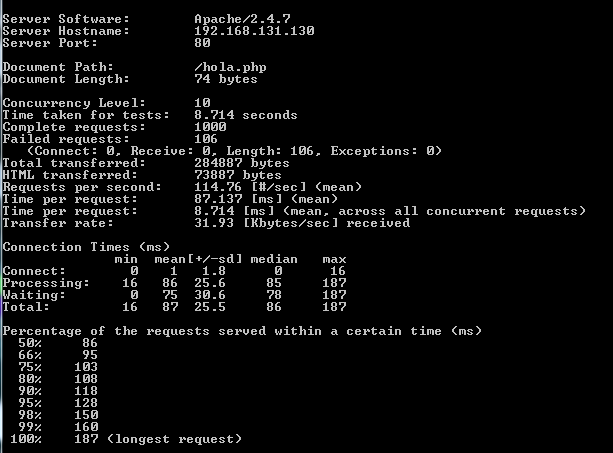 Server Software:        Apache/2.4.7
Server Hostname:        192.168.131.130
Server Port:            80

Document Path:          /hola.php
Document Length:        74 bytes

Concurrency Level:      10
Time taken for tests:   8.714 seconds
Complete requests:      1000
Failed requests:        106
   (Connect: 0, Receive: 0, Length: 106, Exceptions: 0)
Total transferred:      284887 bytes
HTML transferred:       73887 bytes
Requests per second:    114.76 [#/sec] (mean)
Time per request:       87.137 [ms] (mean)
Time per request:       8.714 [ms] (mean, across all concurrent requests)
Transfer rate:          31.93 [Kbytes/sec] received

Connection Times (ms)
              min  mean[+/-sd] median   max
Connect:        0    1   1.8      0      16
Processing:    16   86  25.6     85     187
Waiting:        0   75  30.6     78     187
Total:         16   87  25.5     86     187

Percentage of the requests served within a certain time (ms)
  50%     86
  66%     95
  75%    103
  80%    108
  90%    118
  95%    128
  98%    150
  99%    160
 100%    187 (longest request)